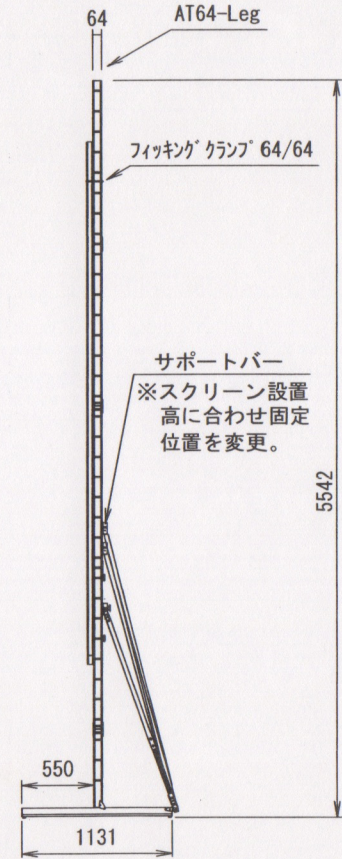 64
AT64-Leg
フィッキング クランプ 64/64
サポートバー
※スクリーン設置
高に合わせ固定
位置を変更。
5542
550
1131